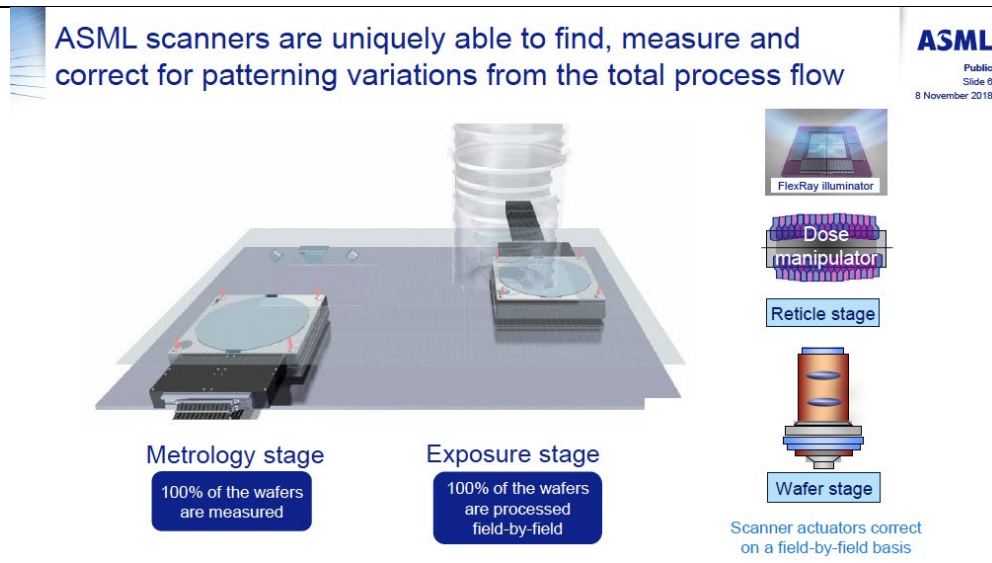 ASML scanners are uniquely able to find, measure and
correct for patterning variations from the total process flow
ASML
Public
Slide 6
8 November 2018
FlexRay illuminator
Dose
manipulator
Reticle stage
Wafer stage
Scanner actuators correct
on a field-by-field basis
Metrology stage
100% of the wafers
are measured
Exposure stage
100% of the wafers
are processed
field-by-field